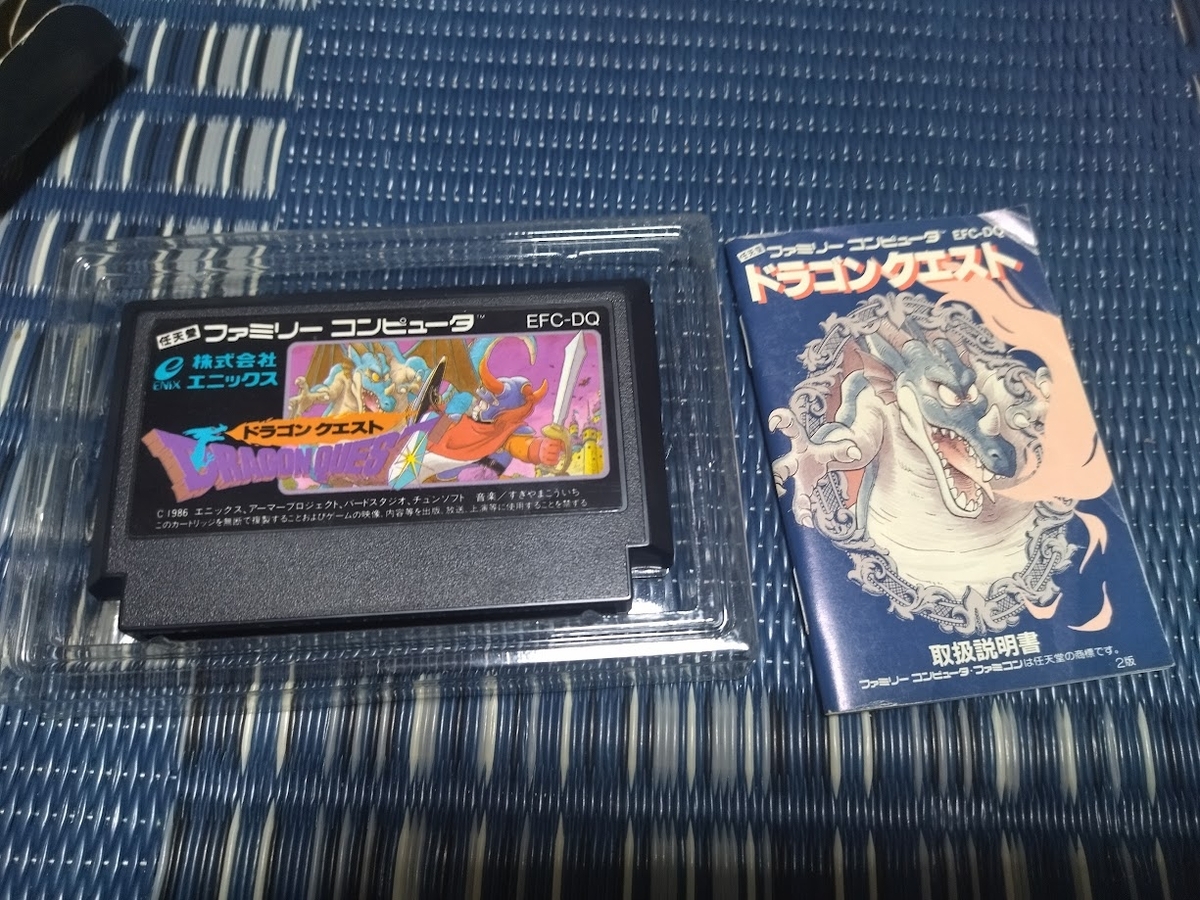 任天堂 ファミリー コンピュータ™ EFC-DQ
ENIX 株式会社
エニックス
ドラゴン クエスト
DRAGON QUEST
C 1986 エニックス、アーマープロジェクト、バードスタジオ、チュンソフト 音楽/すぎやまこういち
このカートリッジを無断で複製することおよびゲームの映像、内容等を出版、放送、上演等に使用することを禁ずる
任天堂 ファミリー コンピュータ™ EFC-DQ
ドラゴンクエスト
取扱説明書
ファミリー コンピュータ・ファミコンは任天堂の商標です。
2版